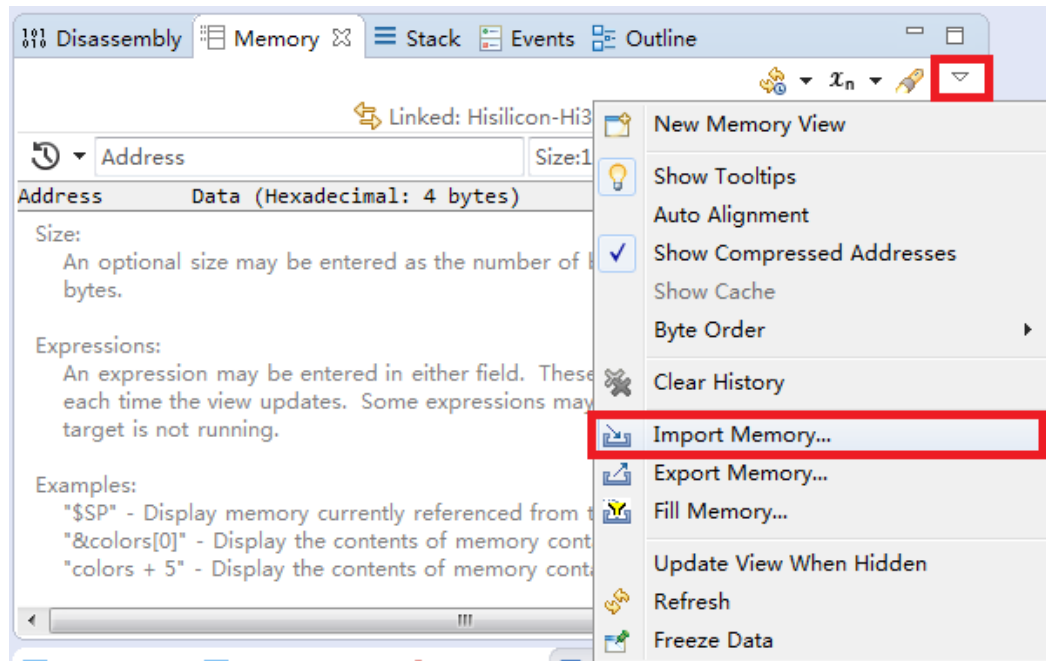 Disassembly Memory Stack Events Outline
Linked: Hisilicon-Hi3
Address Size:1
Address Data (Hexadecimal: 4 bytes)
Size:
An optional size may be entered as the number of
bytes.
Expressions:
An expression may be entered in either field. These
each time the view updates. Some expressions may
target is not running.
Examples:
"$SP" - Display memory currently referenced from
"&colors[0]" - Display the contents of memory
"colors + 5" - Display the contents of memory
New Memory View
Show Tooltips
Auto Alignment
Show Compressed Addresses
Show Cache
Byte Order
Clear History
Import Memory...
Export Memory...
Fill Memory...
Update View When Hidden
Refresh
Freeze Data